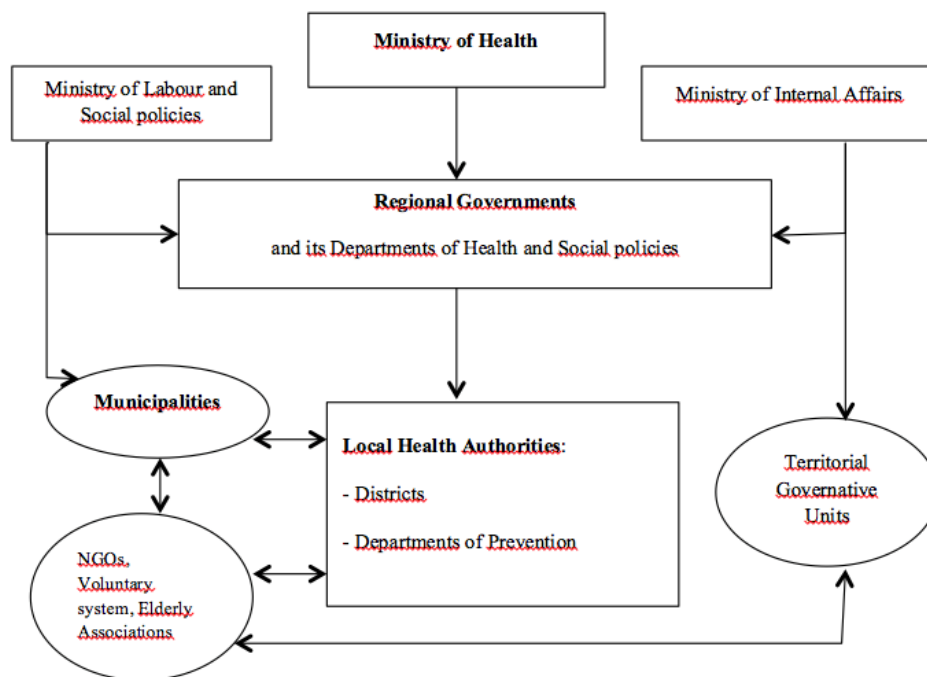 Ministry of Health
Ministry of Labour and
Social policies
Ministry of Internal Affairs
Regional Governments
and its Departments of Health and Social policies
Municipalities
Local Health Authorities:
- Districts
- Departments of Prevention
Territorial
Governative
Units
NGOs,
Voluntary
system, Elderly
Associations